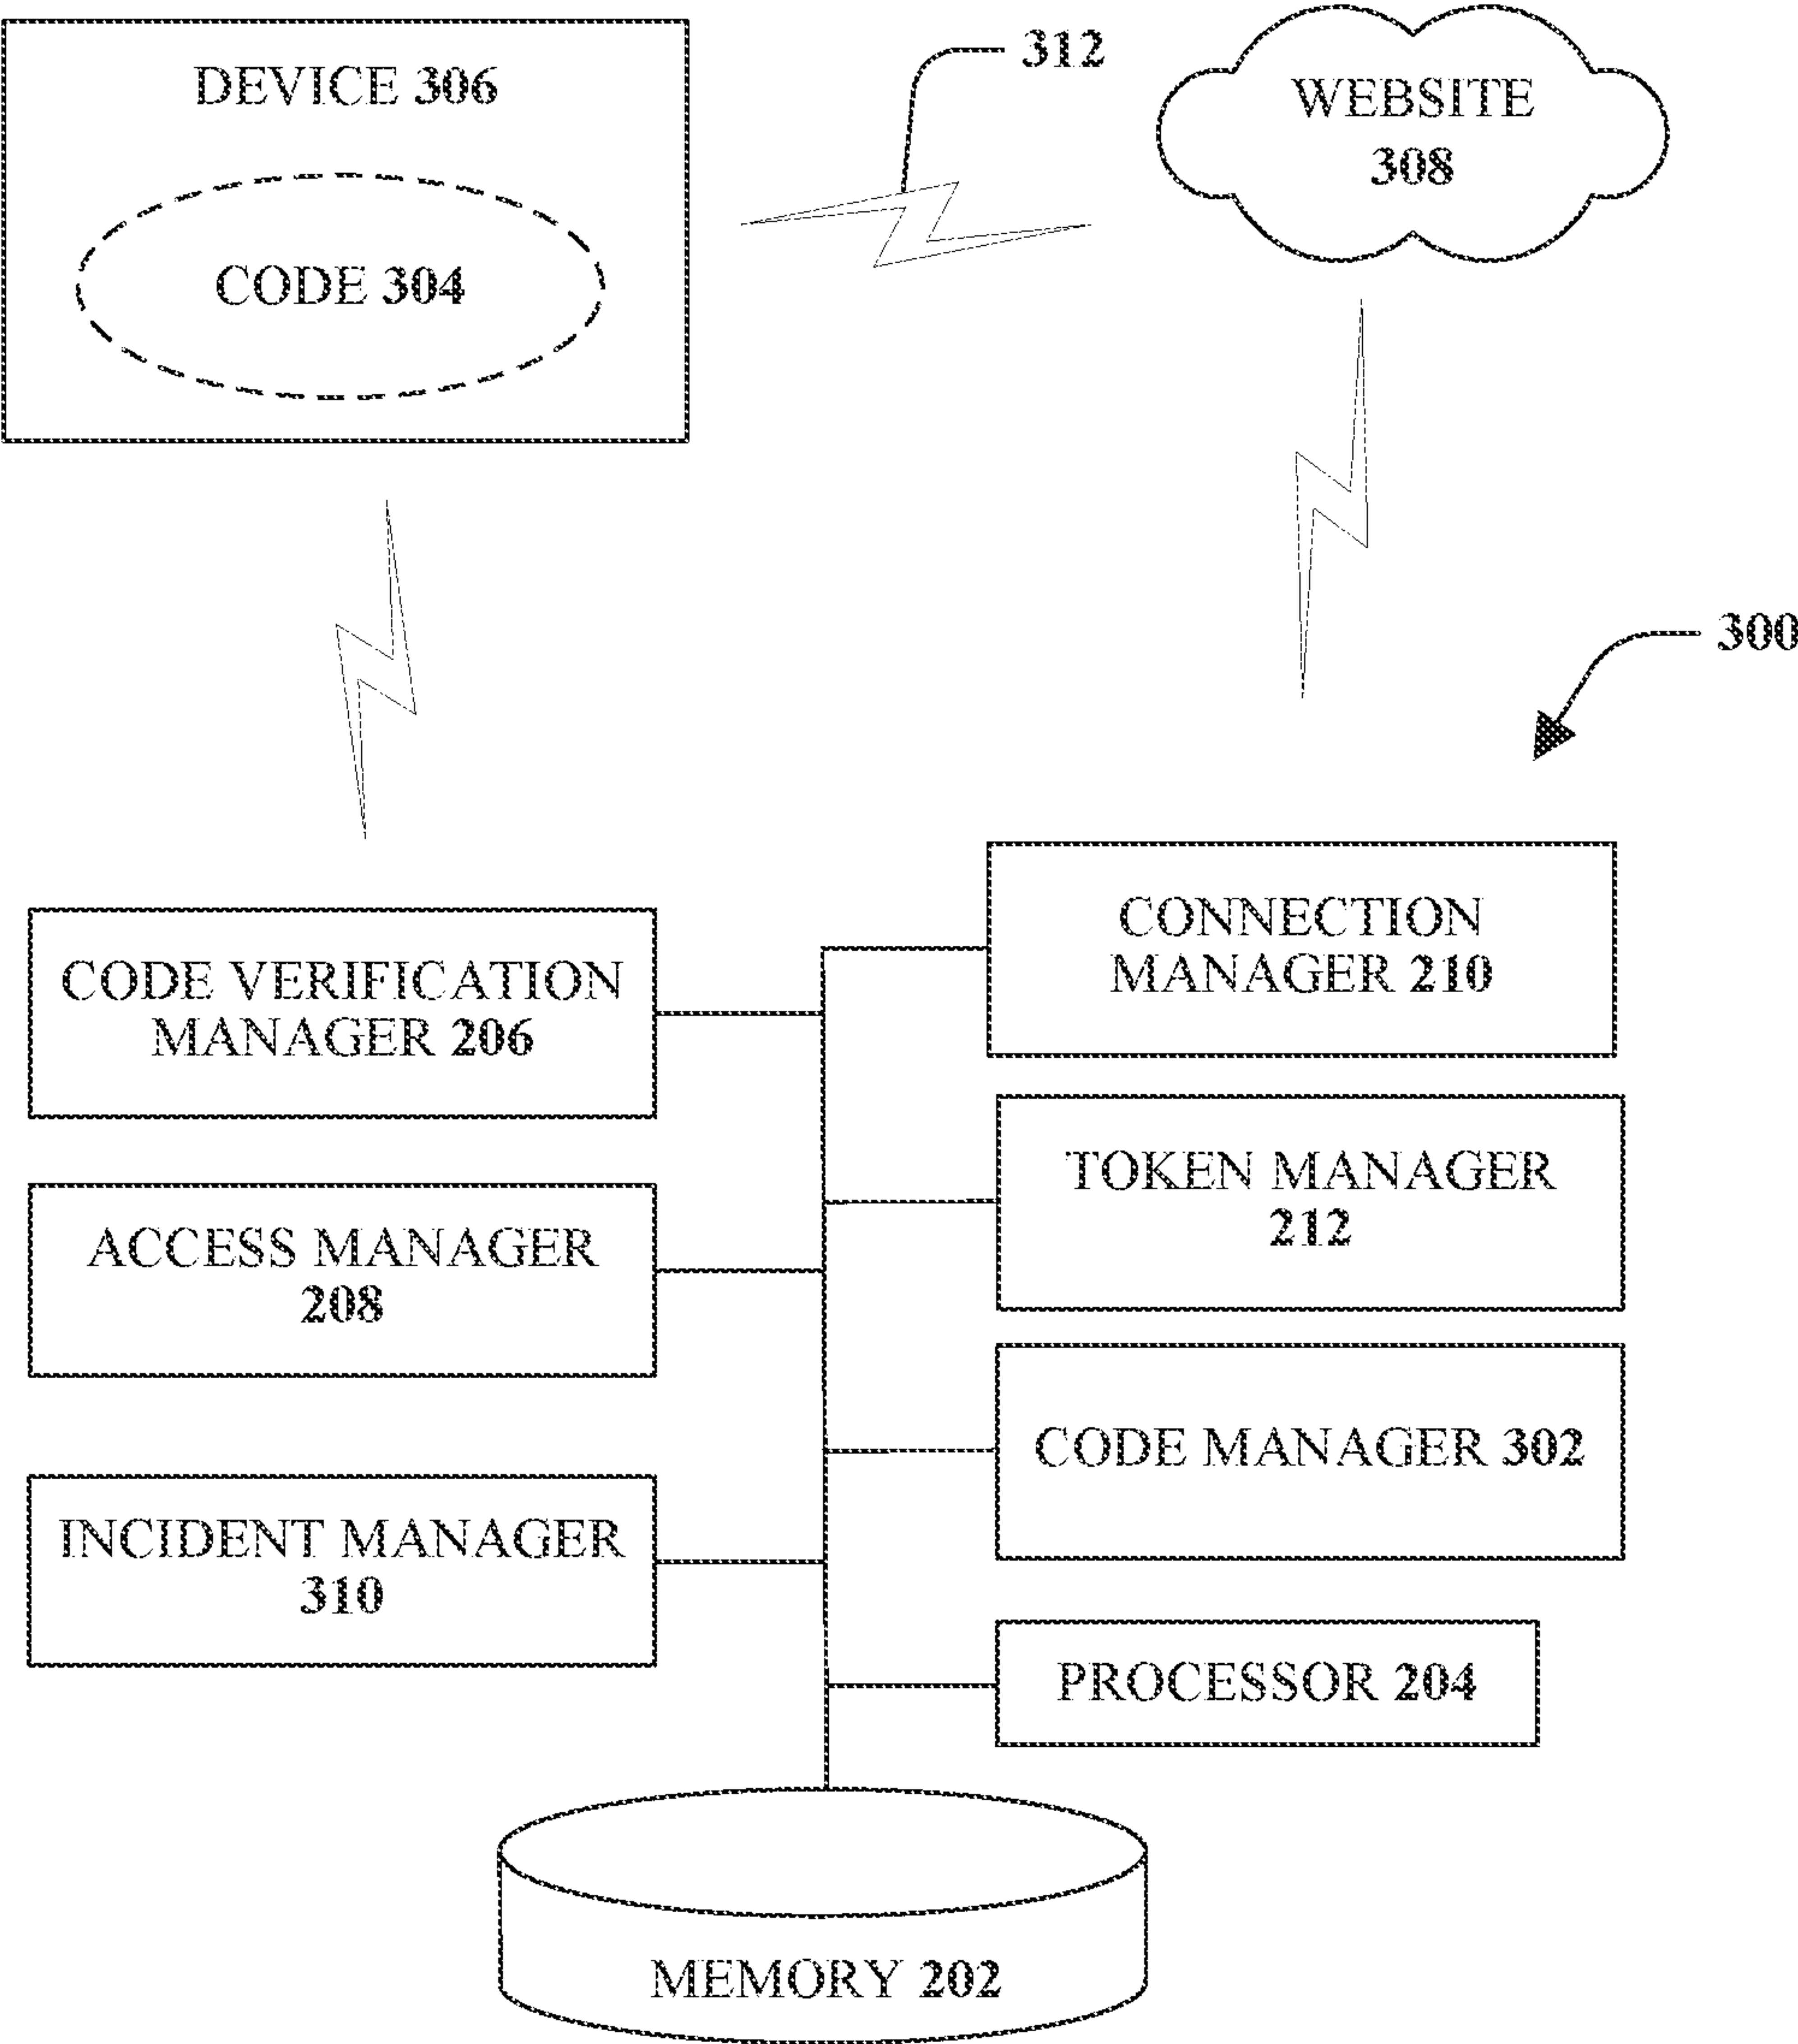 312
DEVICE 306
WEBSITE
308
CODE 304
300
CONNECTION
MANAGER 210
CODE VERIFICATION
MANAGER 206
TOKEN MANAGER
212
ACCESS MANAGER
208
CODE MANAGER 302
INCIDENT MANAGER
310
PROCESSOR 204
MEMORY 202